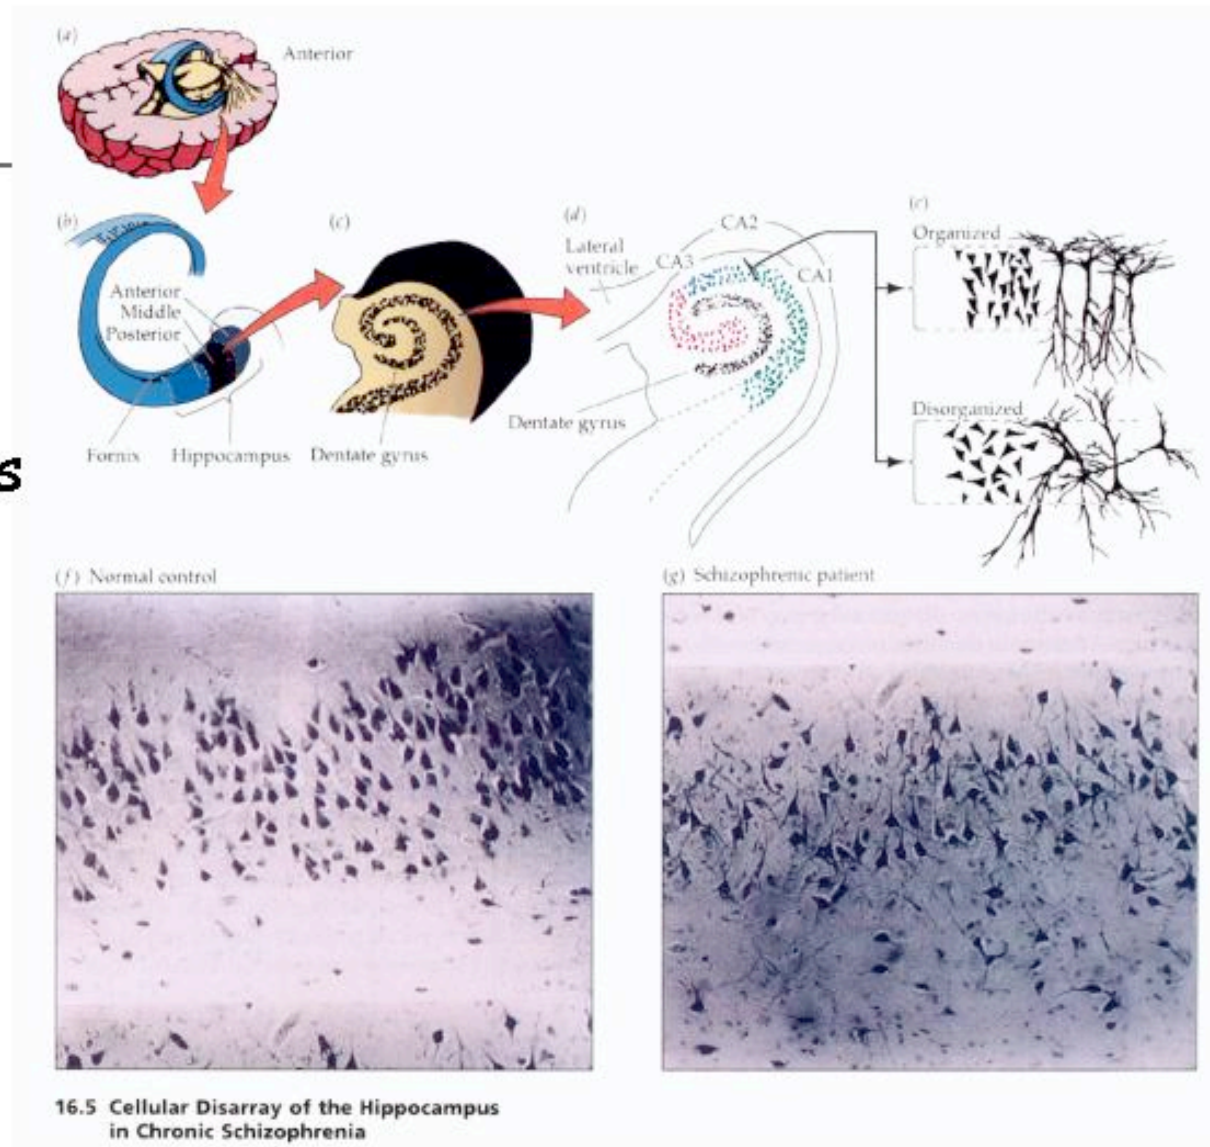 (a)
Anterior
(b)
(c)
(d)
(e)
CA2
Lateral
ventricle
CA3
CA1
Organized
Anterior
Middle
Posterior
Dentate gyrus
Disorganized
Fornix
Hippocampus
Dentate gyrus
s
(f) Normal control
(g) Schizophrenic patient
16.5 Cellular Disarray of the Hippocampus
in Chronic Schizophrenia